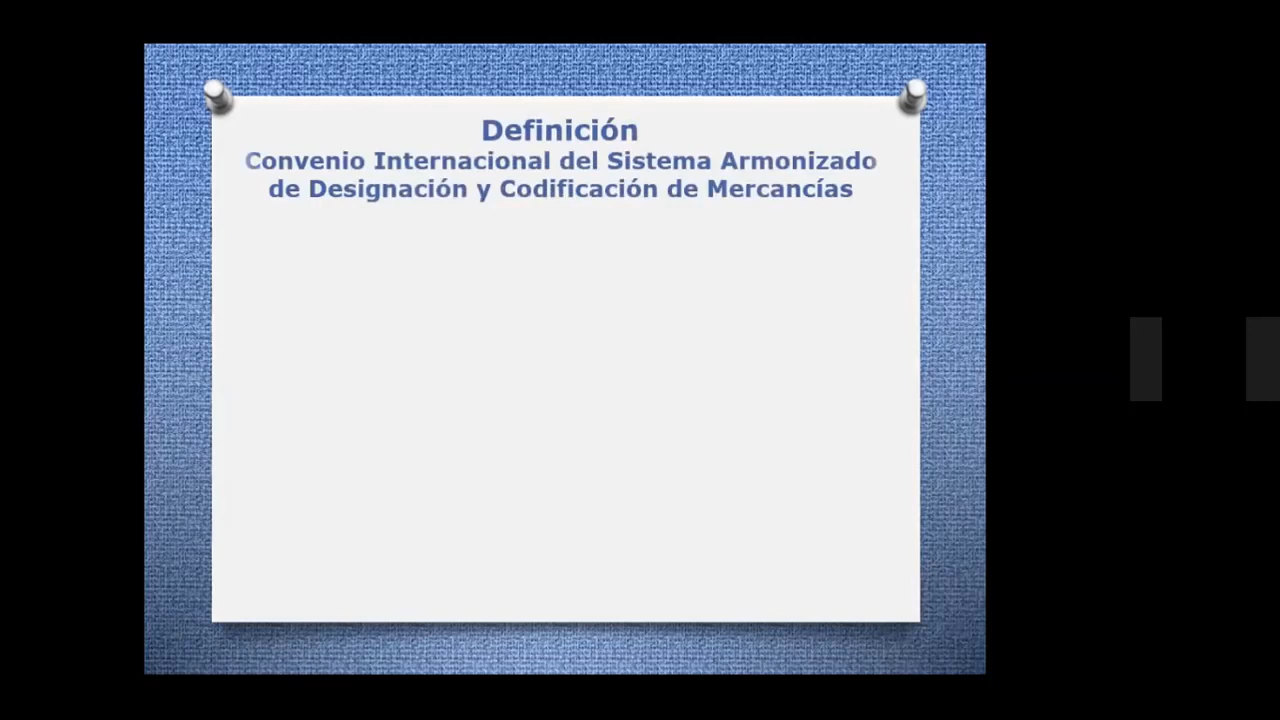 Definición
Convenio Internacional del Sistema Armonizado
de Designación y Codificación de Mercancías